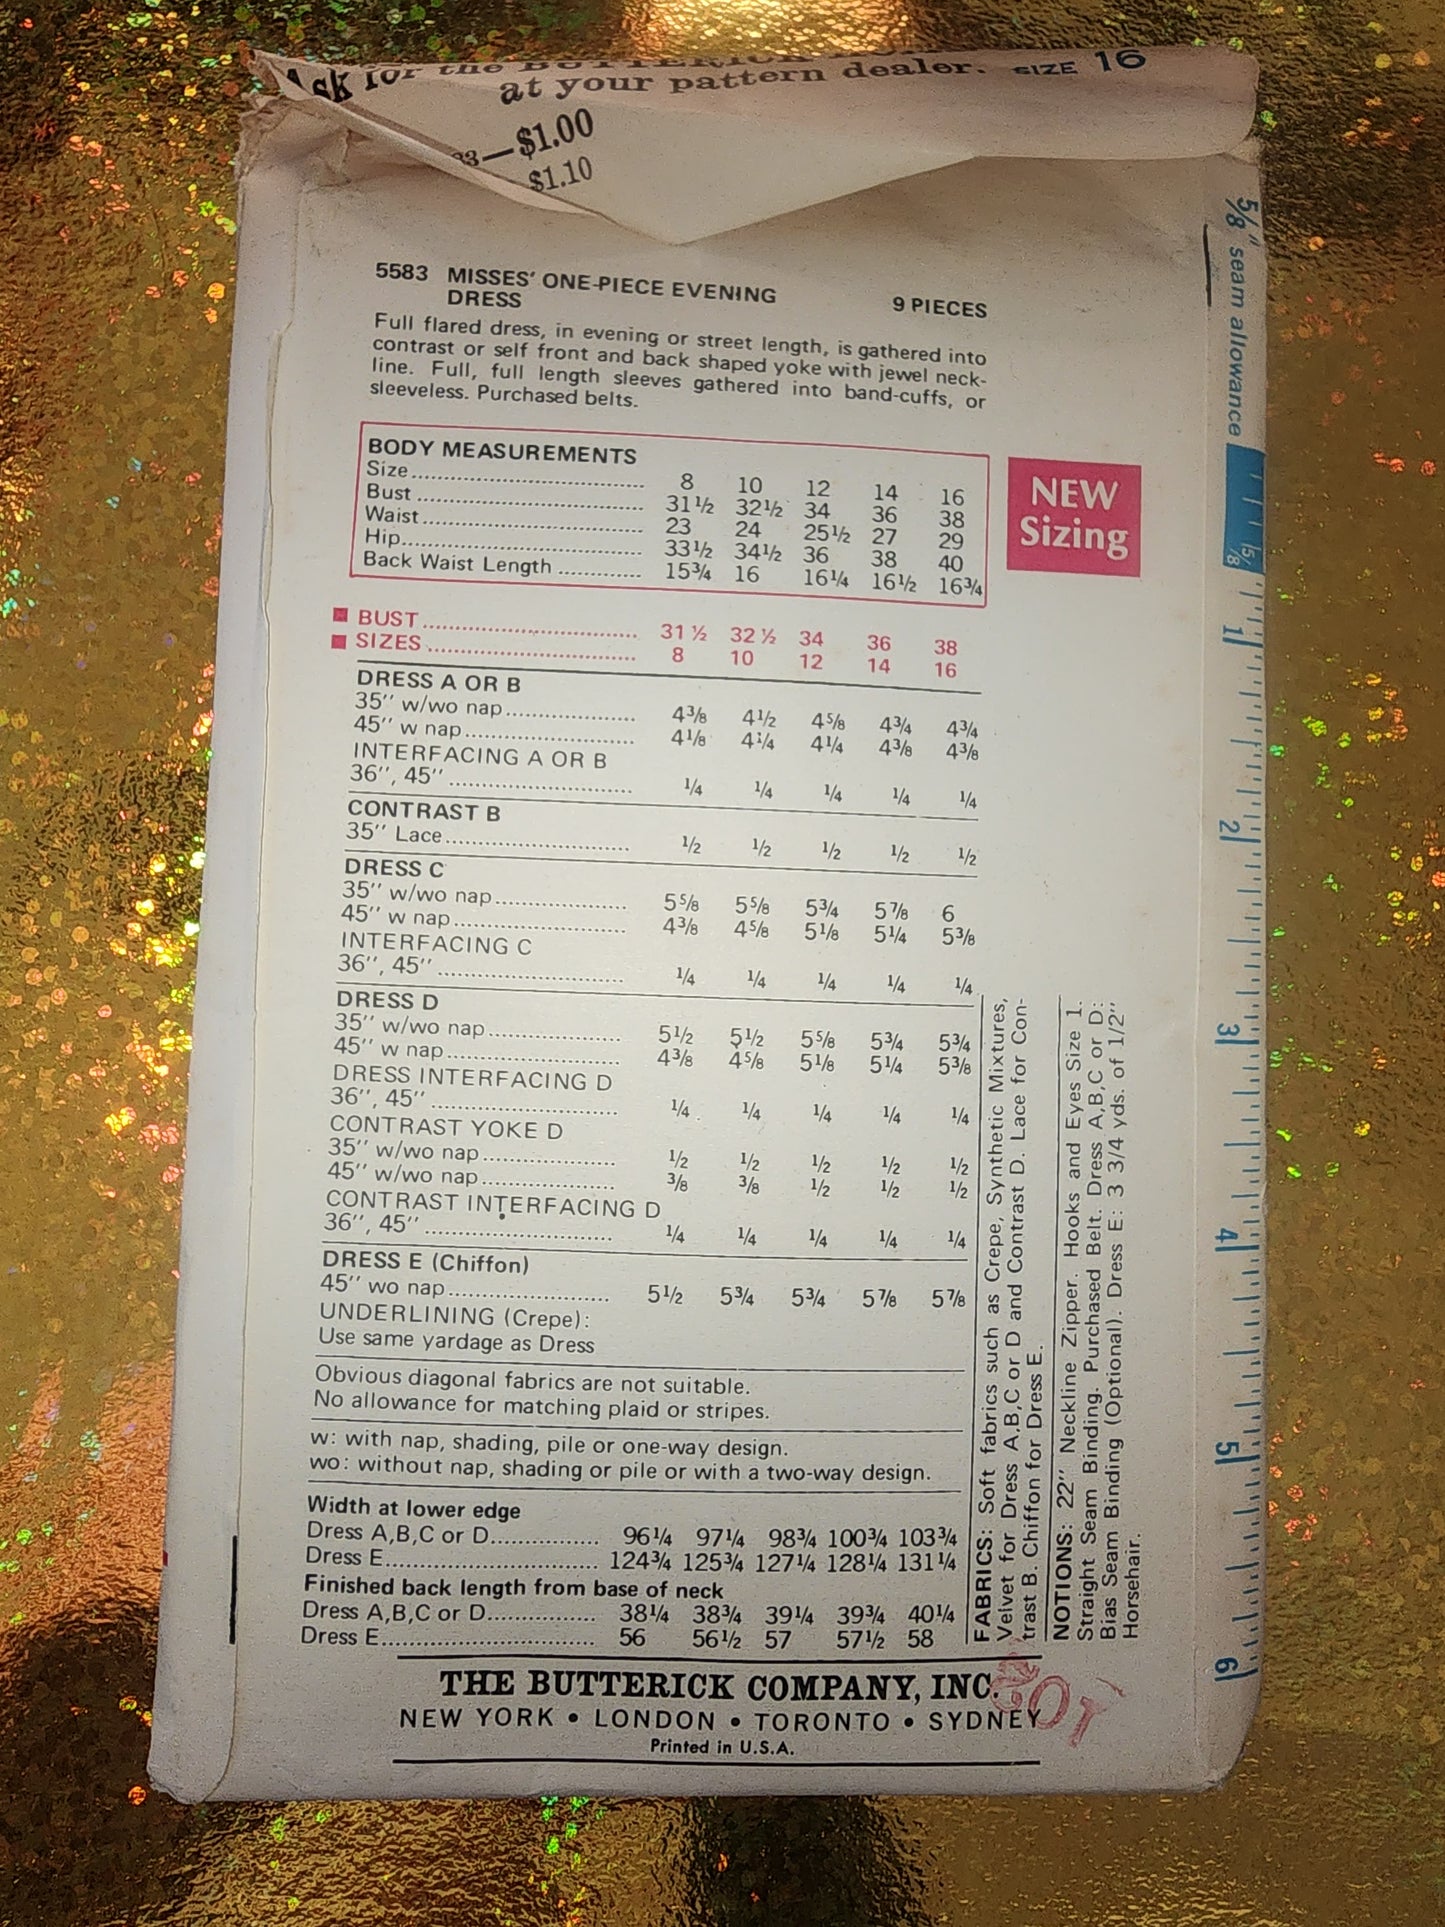 Ask for the BUTTERICK
at your pattern dealer. SIZE 16
—$1.00
$1.10
5583 MISSES' ONE-PIECE EVENING DRESS 9 PIECES
Full flared dress, in evening or street length, is gathered into
contrast or self front and back shaped yoke with jewel neck-
line. Full, full length sleeves gathered into band-cuffs, or
sleeveless. Purchased belts.
BODY MEASUREMENTS
Size 8 10 12 14 16
Bust 31½ 32½ 34 36 38
Waist 23 24 25½ 27 29
Hip 33½ 34½ 36 38 40
Back Waist Length 15¾ 16 16¼ 16½ 16¾
NEW
Sizing
BUST 31 ½ 32 ½ 34 36 38
SIZES 8 10 12 14 16
DRESS A OR B
35'' w/wo nap 4⅜ 4½ 4⅝ 4¾ 4¾
45'' w nap 4⅛ 4¼ 4¼ 4⅜ 4⅜
INTERFACING A OR B
36'', 45'' ¼ ¼ ¼ ¼ ¼
CONTRAST B
35'' Lace ½ ½ ½ ½ ½
DRESS C
35'' w/wo nap 5⅝ 5⅝ 5¾ 5⅞ 6
45'' w nap 4⅜ 4⅝ 5⅛ 5¼ 5⅜
INTERFACING C
36'', 45'' ¼ ¼ ¼ ¼ ¼
DRESS D
35'' w/wo nap 5½ 5½ 5⅝ 5¾ 5¾
45'' w nap 4⅜ 4⅝ 5⅛ 5¼ 5⅜
DRESS INTERFACING D
36'', 45'' ¼ ¼ ¼ ¼ ¼
CONTRAST YOKE D
35'' w/wo nap ½ ½ ½ ½ ½
45'' w/wo nap ⅜ ⅜ ½ ½ ½
CONTRAST INTERFACING D
36'', 45'' ¼ ¼ ¼ ¼ ¼
DRESS E (Chiffon)
45'' wo nap 5½ 5¾ 5¾ 5⅞ 5⅞
UNDERLINING (Crepe):
Use same yardage as Dress
Obvious diagonal fabrics are not suitable.
No allowance for matching plaid or stripes.
w: with nap, shading, pile or one-way design.
wo: without nap, shading or pile or with a two-way design.
Width at lower edge
Dress A,B,C or D 96¼ 97¼ 98¾ 100¾ 103¾
Dress E 124¾ 125¾ 127¼ 128¼ 131¼
Finished back length from base of neck
Dress A,B,C or D 38¼ 38¾ 39¼ 39¾ 40¼
Dress E 56 56½ 57 57½ 58
FABRICS: Soft fabrics such as Crepe, Synthetic Mixtures,
Velvet for Dress A,B,C or D and Contrast D. Lace for Con-
trast B. Chiffon for Dress E.
NOTIONS: 22'' Neckline Zipper. Hooks and Eyes Size 1.
Straight Seam Binding. Purchased Belt. Dress A,B,C or D:
Bias Seam Binding (Optional). Dress E: 3 3/4 yds. of 1/2''
Horsehair.
THE BUTTERICK COMPANY, INC.
NEW YORK • LONDON • TORONTO • SYDNEY
Printed in U.S.A.
⅝'' seam allowance
⅝
1
2
3
4
5
6